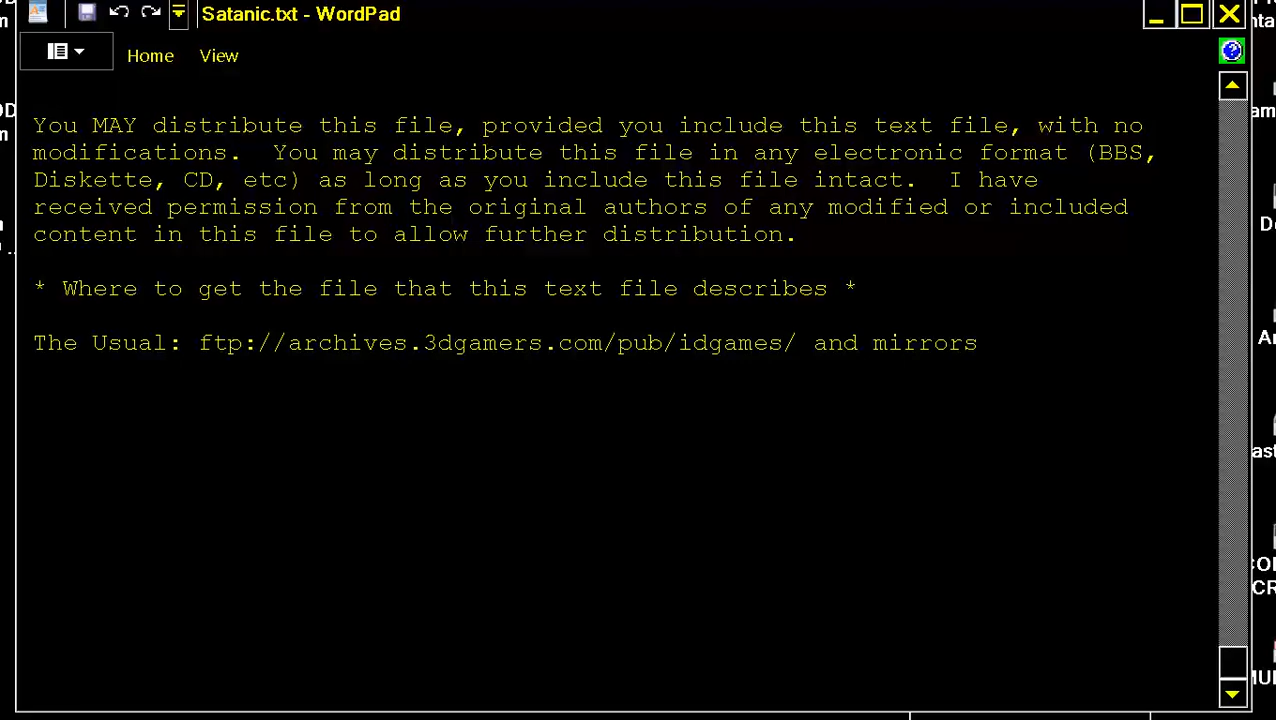 Satanic.txt - WordPad
Home View
You MAY distribute this file, provided you include this text file, with no
modifications.  You may distribute this file in any electronic format (BBS,
Diskette, CD, etc) as long as you include this file intact.  I have
received permission from the original authors of any modified or included
content in this file to allow further distribution.
* Where to get the file that this text file describes *
The Usual: ftp://archives.3dgamers.com/pub/idgames/ and mirrors